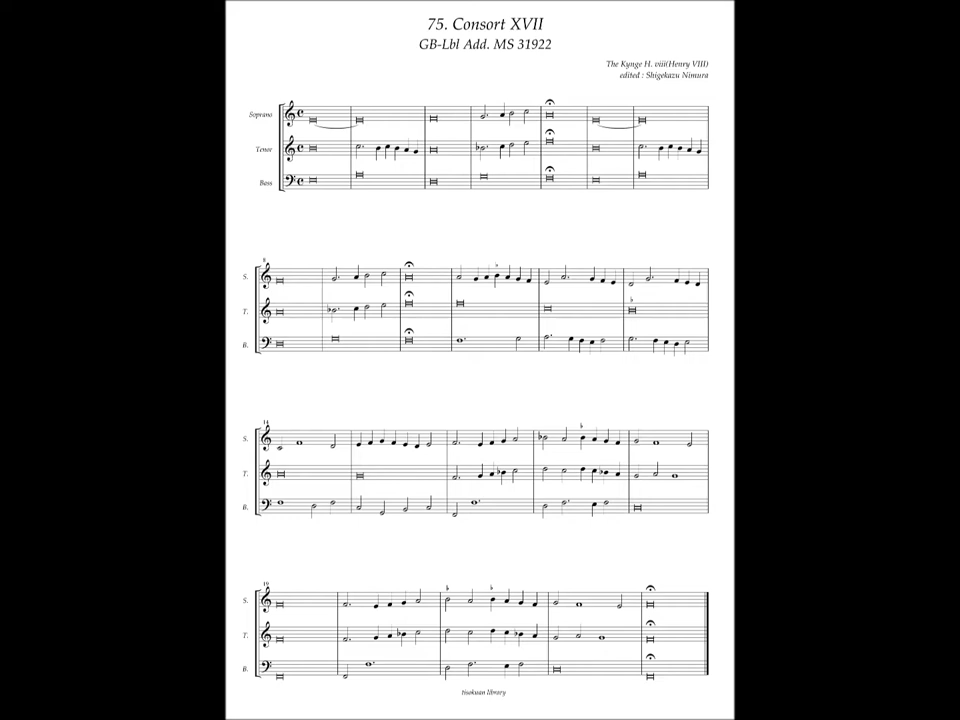 75. Consort XVII
GB-Lbl Add. MS 31922
The Kynge H. viii(Henry VIII)
edited : Shigekazu Nimura
Soprano
Tenor
Bass
8
S.
T.
B.
14
S.
T.
B.
19
S.
T.
B.
tisokuan library